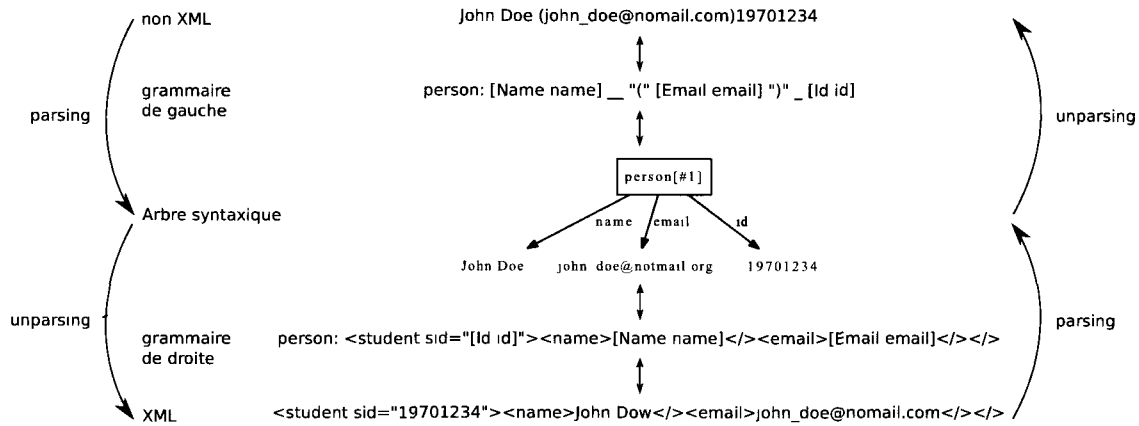 non XML John Doe (john_doe@nomail.com)19701234
grammaire
de gauche
person: [Name name] __ "(" [Email email] ")" _ [Id id]
parsing
unparsing
person[#1]
Arbre syntaxique
name email id
John Doe john doe@notmail org 19701234
unparsing
parsing
grammaire
de droite
person: <student sid="[Id id]"><name>[Name name]</><email>[Email email]</></>
XML <student sid="19701234"><name>John Dow</><email>john_doe@nomail.com</></>